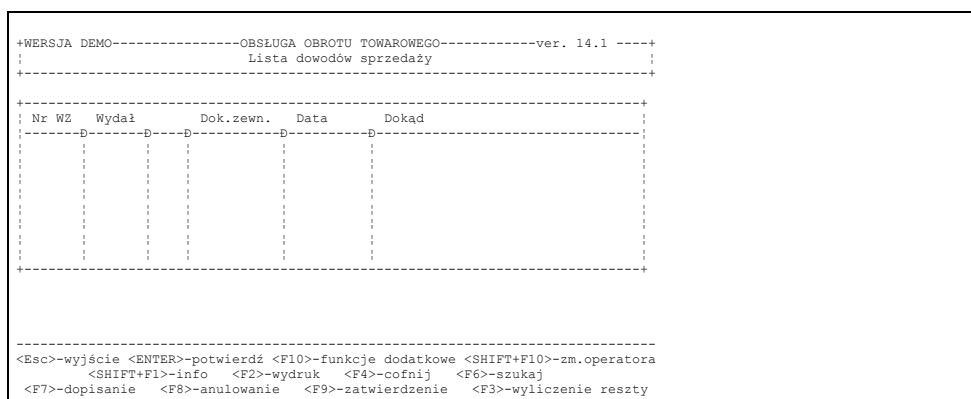 +WERSJA DEMO----------------OBSŁUGA OBROTU TOWAROWEGO------------ver. 14.1 ----+
¦ Lista dowodów sprzedaży ¦
+------------------------------------------------------------------------------+
+-----------------------------------------------------------------------------+
¦ Nr WZ Wydał Dok.zewn. Data Dokąd ¦
¦-------Đ-------Đ----Đ-----------Đ----------Đ---------------------------------¦
+-----------------------------------------------------------------------------+
--------------------------------------------------------------------------------
<Esc>-wyjście <ENTER>-potwierdź <F10>-funkcje dodatkowe <SHIFT+F10>-zm.operatora
<SHIFT+F1>-info <F2>-wydruk <F4>-cofnij <F6>-szukaj
<F7>-dopisanie <F8>-anulowanie <F9>-zatwierdzenie <F3>-wyliczenie reszty